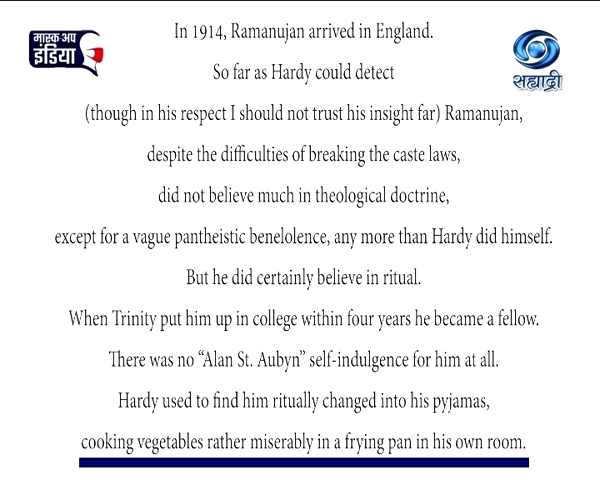 मास्क अप
इंडिया
सह्याद्री
In 1914, Ramanujan arrived in England.
So far as Hardy could detect
(though in his respect I should not trust his insight far) Ramanujan,
despite the difficulties of breaking the caste laws,
did not believe much in theological doctrine,
except for a vague pantheistic benelolence, any more than Hardy did himself.
But he did certainly believe in ritual.
When Trinity put him up in college within four years he became a fellow.
There was no “Alan St. Aubyn” self-indulgence for him at all.
Hardy used to find him ritually changed into his pyjamas,
cooking vegetables rather miserably in a frying pan in his own room.